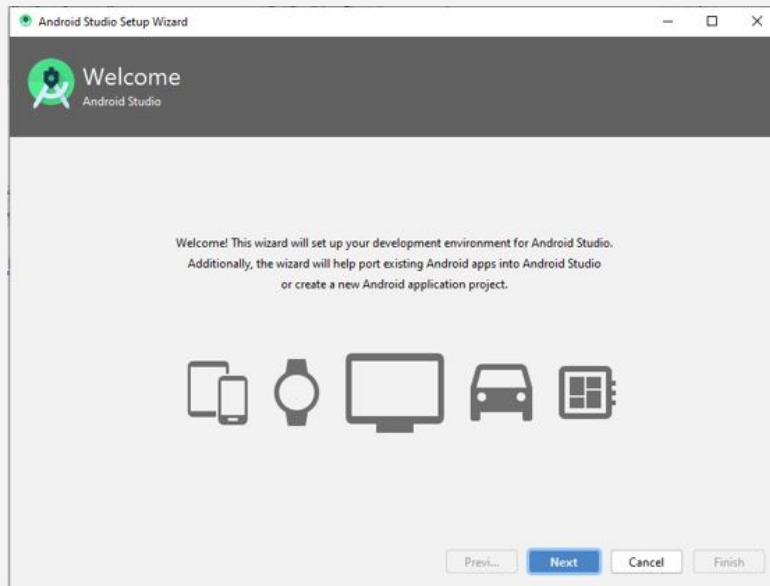 Android Studio Setup Wizard
Welcome
Android Studio
Welcome! This wizard will set up your development environment for Android Studio.
Additionally, the wizard will help port existing Android apps into Android Studio
or create a new Android application project.
Previ...
Next
Cancel
Finish